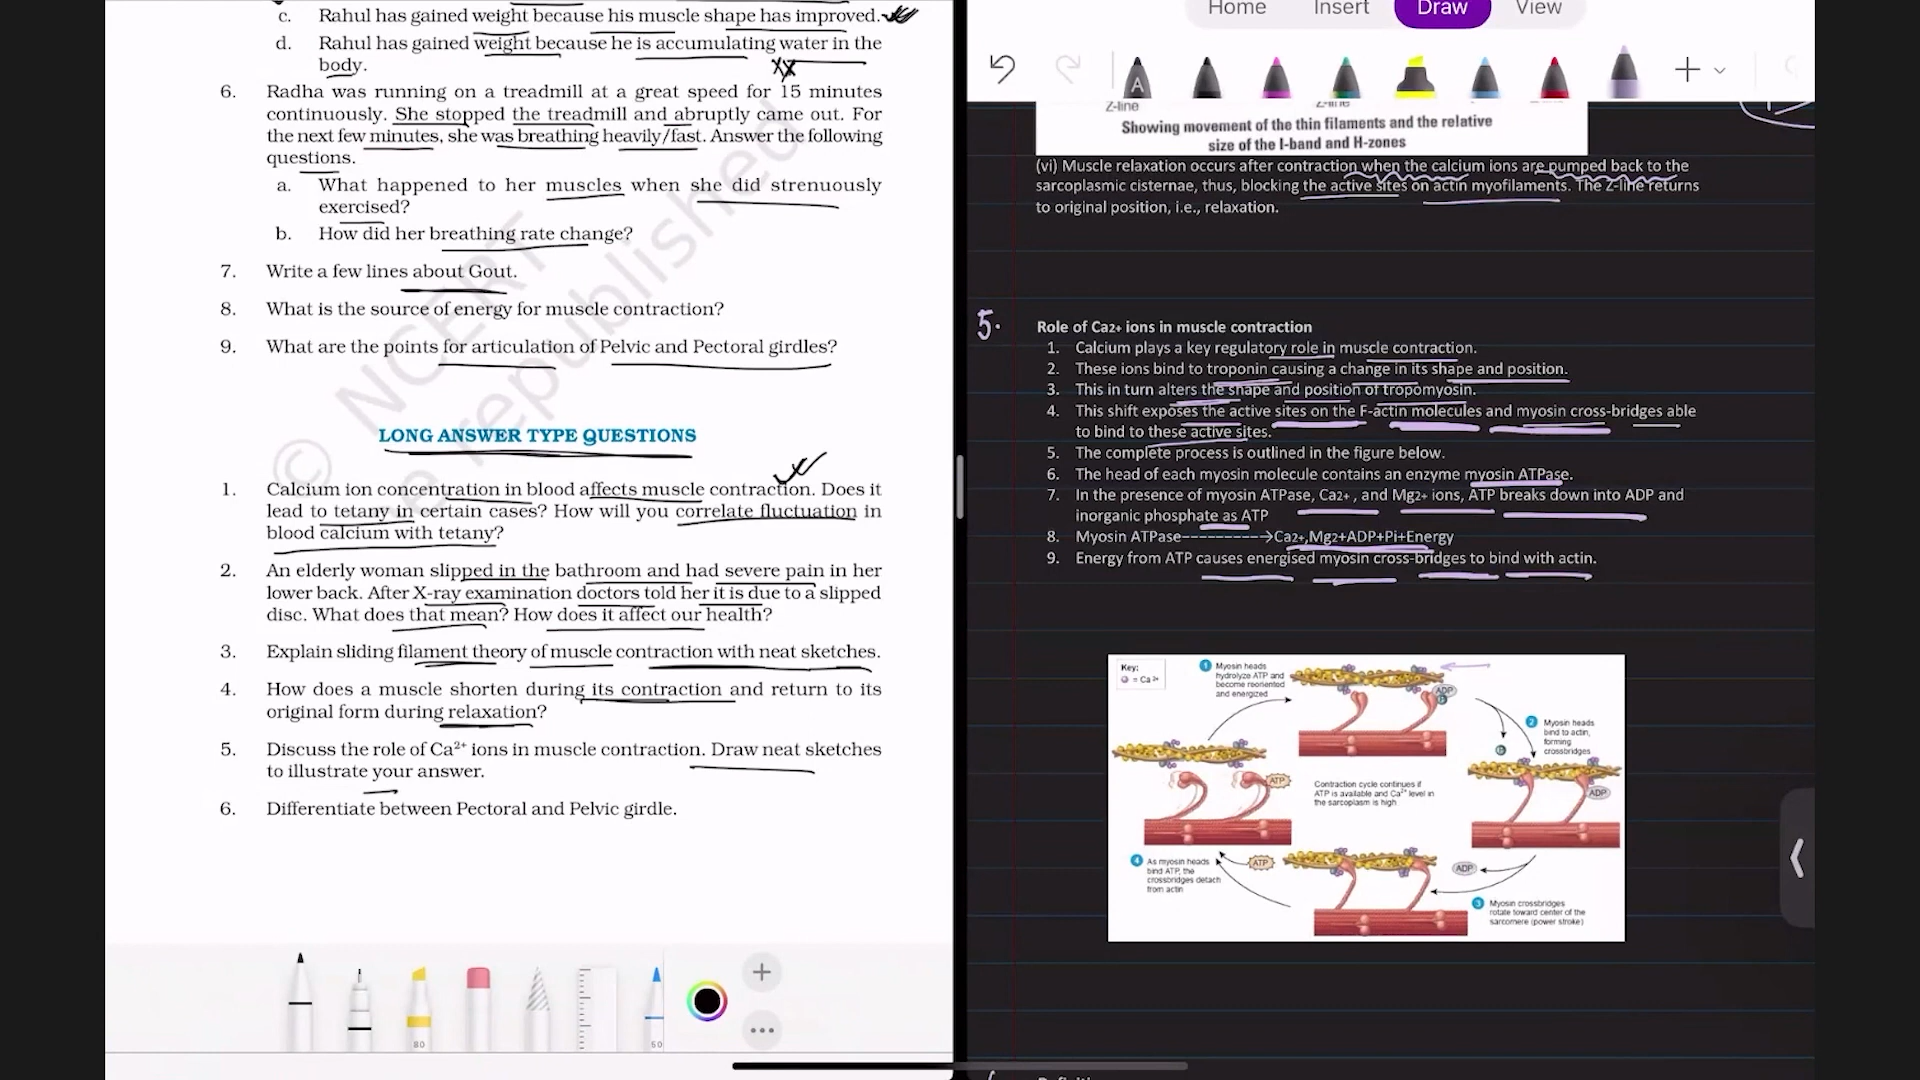 c. Rahul has gained weight because his muscle shape has improved.
d. Rahul has gained weight because he is accumulating water in the
body.
6. Radha was running on a treadmill at a great speed for 15 minutes
continuously. She stopped the treadmill and abruptly came out. For
the next few minutes, she was breathing heavily/fast. Answer the following
questions.
a. What happened to her muscles when she did strenuously
exercised?
b. How did her breathing rate change?
7. Write a few lines about Gout.
8. What is the source of energy for muscle contraction?
9. What are the points for articulation of Pelvic and Pectoral girdles?
LONG ANSWER TYPE QUESTIONS
1. Calcium ion concentration in blood affects muscle contraction. Does it
lead to tetany in certain cases? How will you correlate fluctuation in
blood calcium with tetany?
2. An elderly woman slipped in the bathroom and had severe pain in her
lower back. After X-ray examination doctors told her it is due to a slipped
disc. What does that mean? How does it affect our health?
3. Explain sliding filament theory of muscle contraction with neat sketches.
4. How does a muscle shorten during its contraction and return to its
original form during relaxation?
5. Discuss the role of Ca2+ ions in muscle contraction. Draw neat sketches
to illustrate your answer.
6. Differentiate between Pectoral and Pelvic girdle.
© NCERT
republished
80
50
Home Insert Draw View
A
Z-line Z-line
Showing movement of the thin filaments and the relative
size of the I-band and H-zones
(vi) Muscle relaxation occurs after contraction when the calcium ions are pumped back to the
sarcoplasmic cisternae, thus, blocking the active sites on actin myofilaments. The Z-line returns
to original position, i.e., relaxation.
5. Role of Ca2+ ions in muscle contraction
1. Calcium plays a key regulatory role in muscle contraction.
2. These ions bind to troponin causing a change in its shape and position.
3. This in turn alters the shape and position of tropomyosin.
4. This shift exposes the active sites on the F-actin molecules and myosin cross-bridges able
to bind to these active sites.
5. The complete process is outlined in the figure below.
6. The head of each myosin molecule contains an enzyme myosin ATPase.
7. In the presence of myosin ATPase, Ca2+ , and Mg2+ ions, ATP breaks down into ADP and
inorganic phosphate as ATP
8. Myosin ATPase----------→Ca2+,Mg2+ADP+Pi+Energy
9. Energy from ATP causes energised myosin cross-bridges to bind with actin.
Key:
= Ca 2+
1 Myosin heads
hydrolyze ATP and
become reoriented
and energized
ADP
2 Myosin heads
bind to actin,
forming
crossbridges
ATP
Contraction cycle continues if
ATP is available and Ca2+ level in
the sarcoplasm is high
ADP
4 As myosin heads
bind ATP, the
crossbridges detach
from actin
ATP
ADP
3 Myosin crossbridges
rotate toward center of the
sarcomere (power stroke)